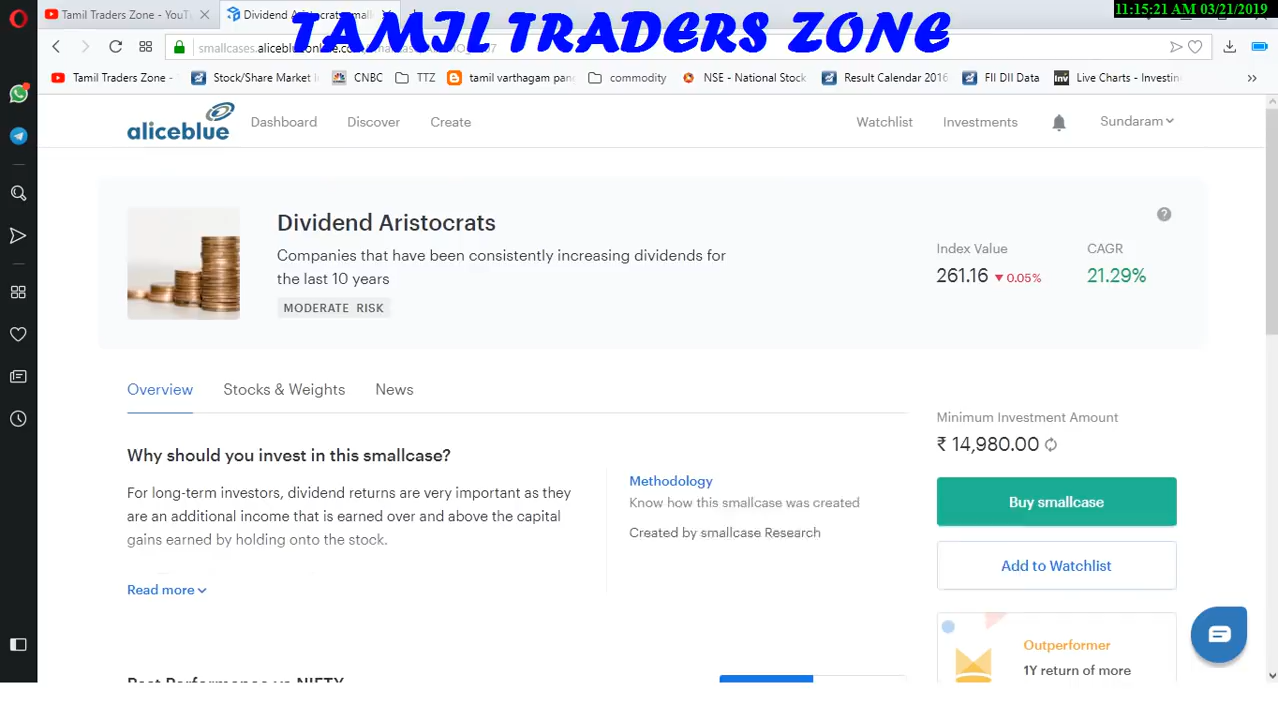 Tamil Traders Zone - YouT
Dividend Aristocrats
TAMIL TRADERS ZONE
11:15:21 AM 03/21/2019
Tamil Traders Zone -
Stock/Share Market
CNBC
TTZ
tamil varthagam pan
commodity
NSE - National Stock
Result Calendar 2016
FII DII Data
Live Charts - Investin
aliceblue
Dashboard
Discover
Create
Watchlist
Investments
Sundaram
Dividend Aristocrats
Companies that have been consistently increasing dividends for
the last 10 years
MODERATE RISK
Index Value
261.16 ▼ 0.05%
CAGR
21.29%
Overview
Stocks & Weights
News
Why should you invest in this smallcase?
For long-term investors, dividend returns are very important as they
are an additional income that is earned over and above the capital
gains earned by holding onto the stock.
Read more
Methodology
Know how this smallcase was created
Created by smallcase Research
Minimum Investment Amount
₹ 14,980.00
Buy smallcase
Add to Watchlist
Outperformer
1Y return of more